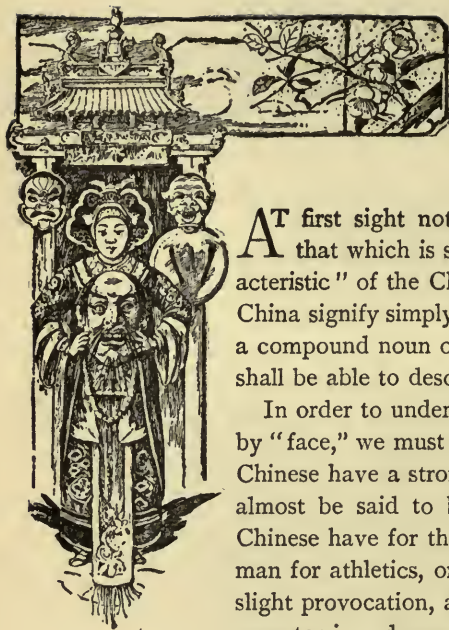 AT first sight not
that which is s
acteristic" of the Cl
China signify simply
a compound noun o
shall be able to desc
In order to under
by "face," we must
Chinese have a stron
almost be said to b
Chinese have for th
man for athletics, or
slight provocation, a